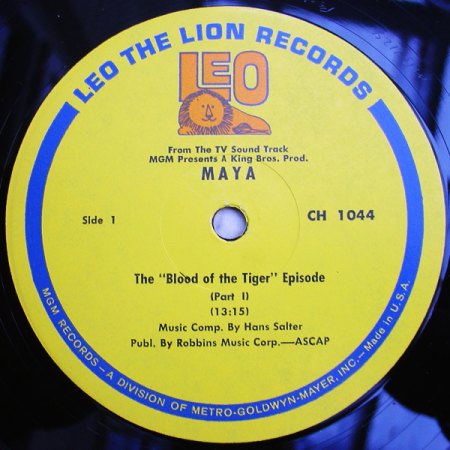 LEO THE LION RECORDS
LEO
From The TV Sound Track
MGM Presents A King Bros. Prod.
MAYA
Side 1
CH 1044
The "Blood of the Tiger" Episode
(Part I)
(13:15)
Music Comp. By Hans Salter
Publ. By Robbins Music Corp.—ASCAP
MGM RECORDS — A DIVISION OF METRO-GOLDWYN-MAYER, INC. — Made in U.S.A.